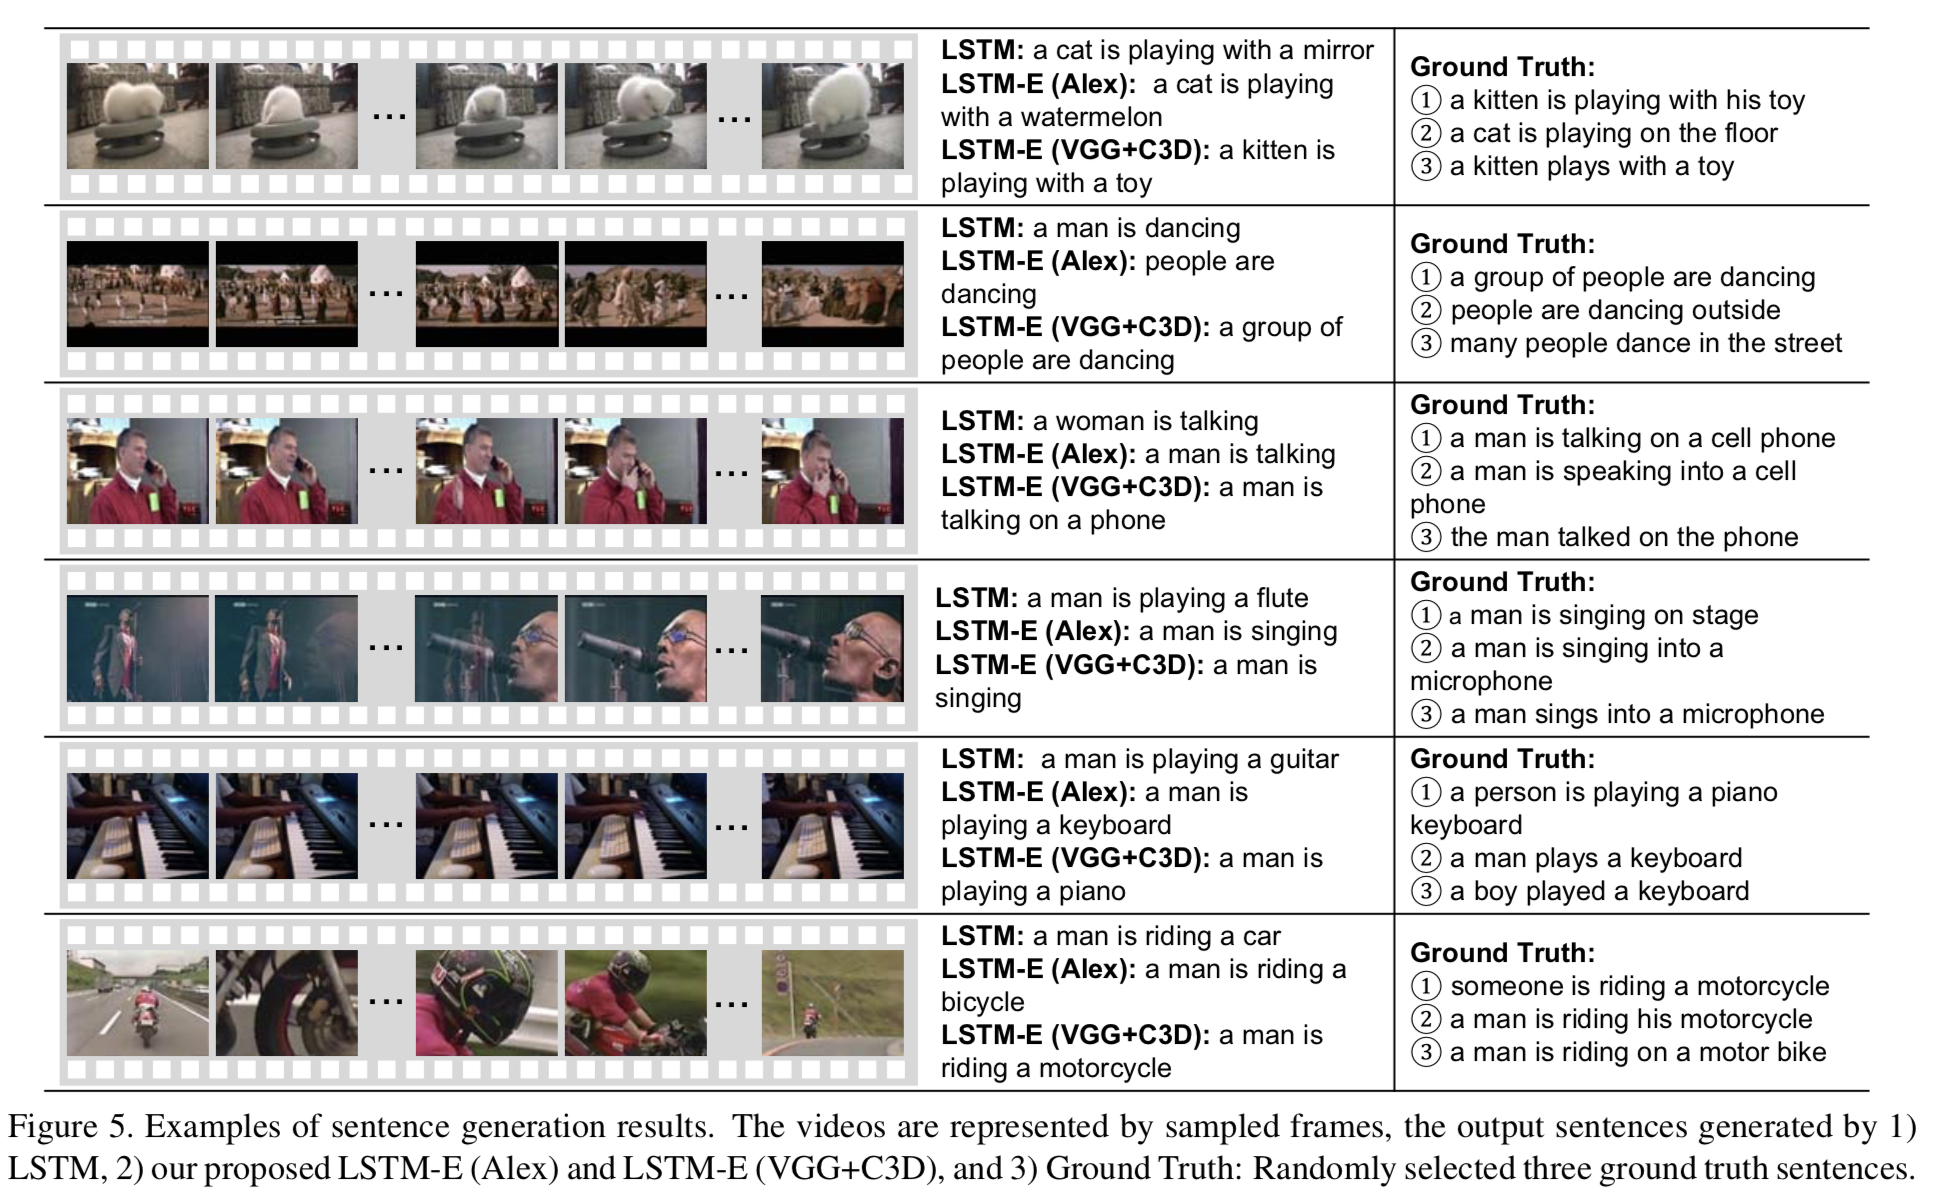 LSTM: a cat is playing with a mirror
LSTM-E (Alex): a cat is playing
with a watermelon
LSTM-E (VGG+C3D): a kitten is
playing with a toy
Ground Truth:
① a kitten is playing with his toy
② a cat is playing on the floor
③ a kitten plays with a toy
LSTM: a man is dancing
LSTM-E (Alex): people are
dancing
LSTM-E (VGG+C3D): a group of
people are dancing
Ground Truth:
① a group of people are dancing
② people are dancing outside
③ many people dance in the street
LSTM: a woman is talking
LSTM-E (Alex): a man is talking
LSTM-E (VGG+C3D): a man is
talking on a phone
Ground Truth:
① a man is talking on a cell phone
② a man is speaking into a cell
phone
③ the man talked on the phone
LSTM: a man is playing a flute
LSTM-E (Alex): a man is singing
LSTM-E (VGG+C3D): a man is
singing
Ground Truth:
① a man is singing on stage
② a man is singing into a
microphone
③ a man sings into a microphone
LSTM: a man is playing a guitar
LSTM-E (Alex): a man is
playing a keyboard
LSTM-E (VGG+C3D): a man is
playing a piano
Ground Truth:
① a person is playing a piano
keyboard
② a man plays a keyboard
③ a boy played a keyboard
LSTM: a man is riding a car
LSTM-E (Alex): a man is riding a
bicycle
LSTM-E (VGG+C3D): a man is
riding a motorcycle
Ground Truth:
① someone is riding a motorcycle
② a man is riding his motorcycle
③ a man is riding on a motor bike
Figure 5. Examples of sentence generation results. The videos are represented by sampled frames, the output sentences generated by 1)
LSTM, 2) our proposed LSTM-E (Alex) and LSTM-E (VGG+C3D), and 3) Ground Truth: Randomly selected three ground truth sentences.